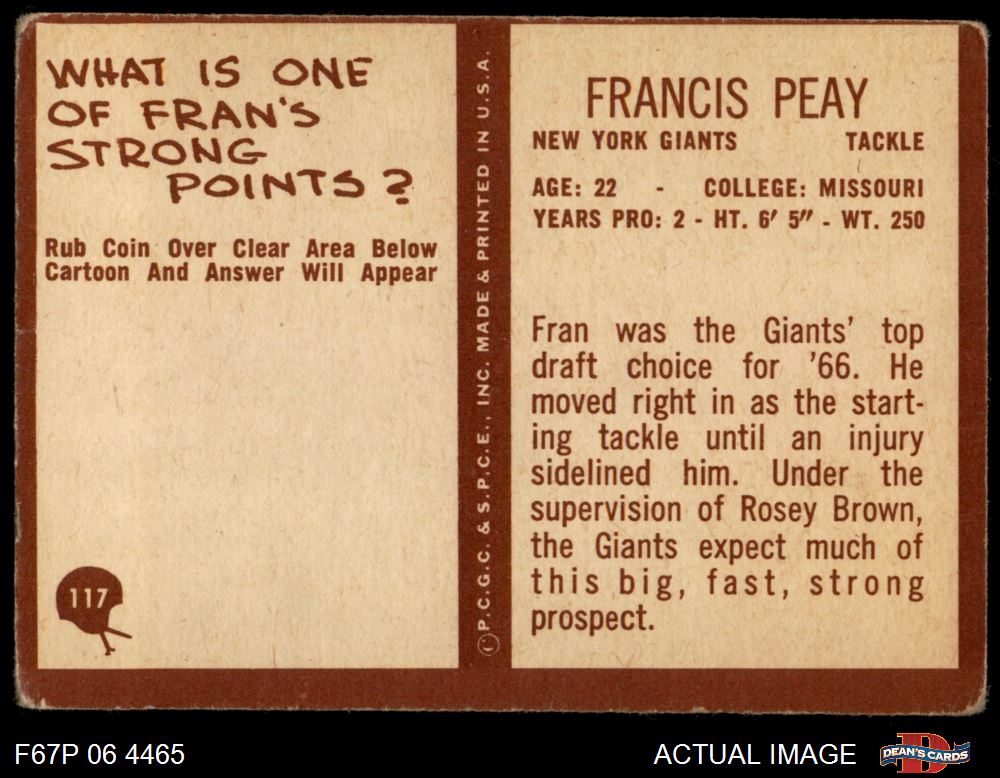 WHAT IS ONE
OF FRAN'S
STRONG
POINTS?
Rub Coin Over Clear Area Below
Cartoon And Answer Will Appear
117
©P.C.G.C. & S.P.C.E., INC. MADE & PRINTED IN U.S.A.
FRANCIS PEAY
NEW YORK GIANTS TACKLE
AGE: 22 - COLLEGE: MISSOURI
YEARS PRO: 2 - HT. 6' 5" - WT. 250
Fran was the Giants' top
draft choice for '66. He
moved right in as the start-
ing tackle until an injury
sidelined him. Under the
supervision of Rosey Brown,
the Giants expect much of
this big, fast, strong
prospect.
F67P 06 4465
ACTUAL IMAGE
D
DEAN'S CARDS